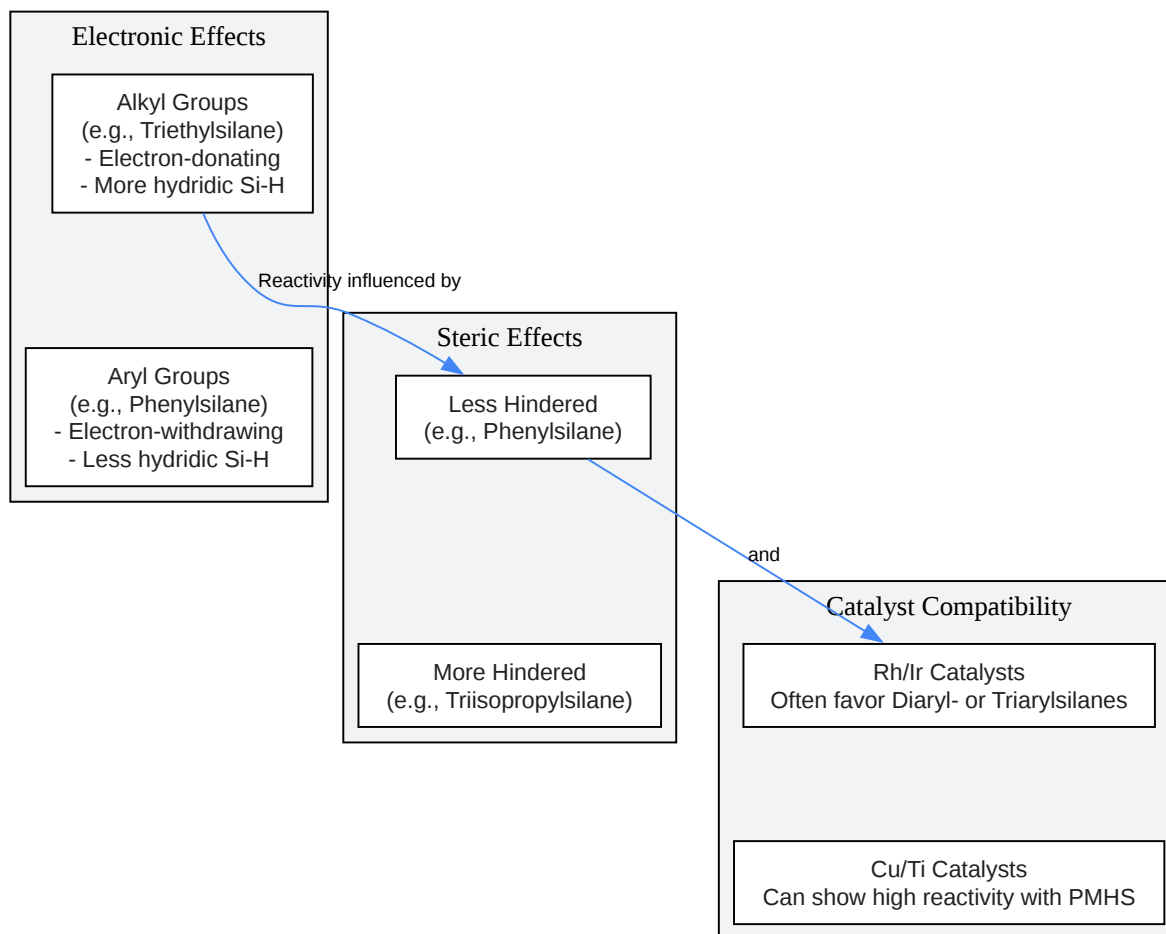 Electronic Effects
Alkyl Groups
(e.g., Triethylsilane)
- Electron-donating
- More hydridic Si-H
Reactivity influenced by
Aryl Groups
(e.g., Phenylsilane)
- Electron-withdrawing
- Less hydridic Si-H
Steric Effects
Less Hindered
(e.g., Phenylsilane)
and
More Hindered
(e.g., Triisopropylsilane)
Catalyst Compatibility
Rh/Ir Catalysts
Often favor Diaryl- or Triarylsilanes
Cu/Ti Catalysts
Can show high reactivity with PMHS